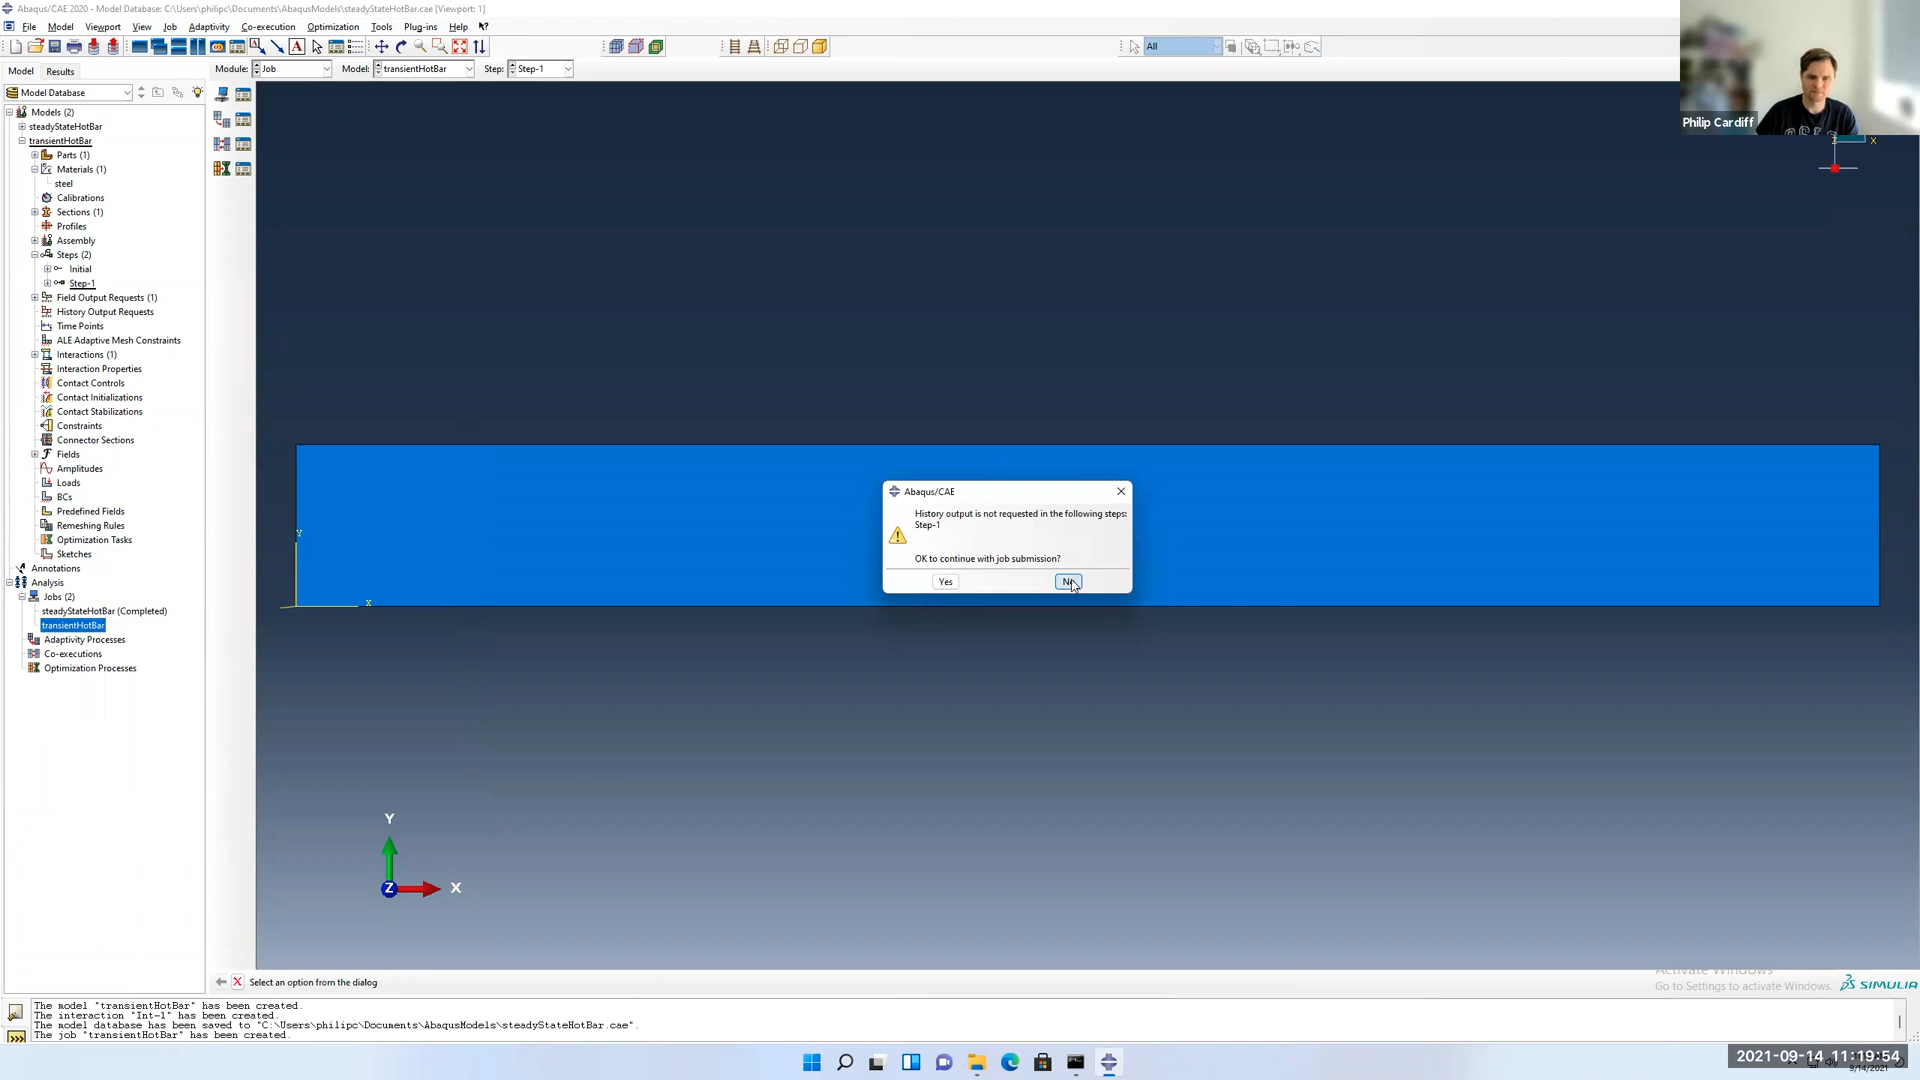 Abaqus/CAE 2020 - Model Database: C:\Users\philipc\Documents\AbaqusModels\steadyStateHotBar.cae [Viewport: 1]
File Model Viewport View Job Adaptivity Co-execution Optimization Tools Plug-ins Help
All
Model Results
Module: Job Model: transientHotBar Step: Step-1
Model Database
Models (2)
steadyStateHotBar
transientHotBar
Parts (1)
Materials (1)
steel
Calibrations
Sections (1)
Profiles
Assembly
Steps (2)
Initial
Step-1
Field Output Requests (1)
History Output Requests
Time Points
ALE Adaptive Mesh Constraints
Interactions (1)
Interaction Properties
Contact Controls
Contact Initializations
Contact Stabilizations
Constraints
Connector Sections
Fields
Amplitudes
Loads
BCs
Predefined Fields
Remeshing Rules
Optimization Tasks
Sketches
Annotations
Analysis
Jobs (2)
steadyStateHotBar (Completed)
transientHotBar
Adaptivity Processes
Co-executions
Optimization Processes
Philip Cardiff
Z X
Y
X
Abaqus/CAE
History output is not requested in the following steps:
Step-1
OK to continue with job submission?
Yes No
Y
Z X
Select an option from the dialog
Activate Windows
Go to Settings to activate Windows.
SIMULIA
The model "transientHotBar" has been created.
The interaction "Int-1" has been created.
The model database has been saved to "C:\Users\philipc\Documents\AbaqusModels\steadyStateHotBar.cae".
The job "transientHotBar" has been created.
2021-09-14 11:19:54
9/14/2021